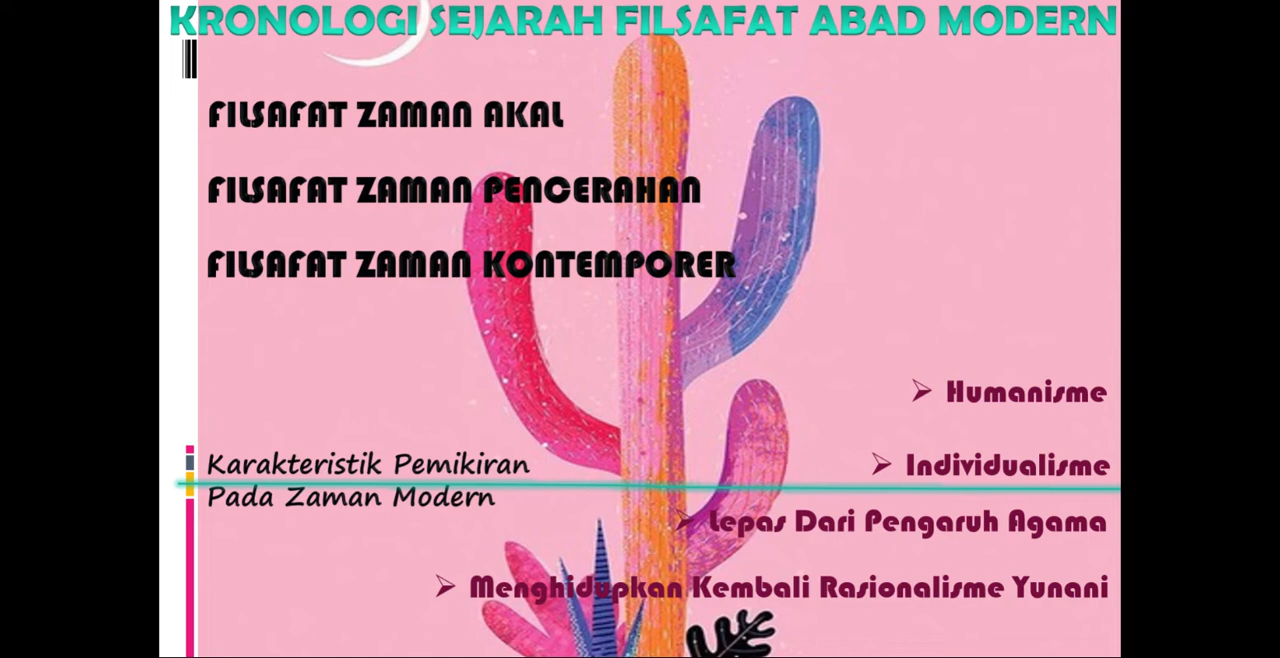 KRONOLOGI SEJARAH FILSAFAT ABAD MODERN
FILSAFAT ZAMAN AKAL
FILSAFAT ZAMAN PENCERAHAN
FILSAFAT ZAMAN KONTEMPORER
Karakteristik Pemikiran
Pada Zaman Modern
➢ Humanisme
➢ Individualisme
➢ Lepas Dari Pengaruh Agama
➢ Menghidupkan Kembali Rasionalisme Yunani